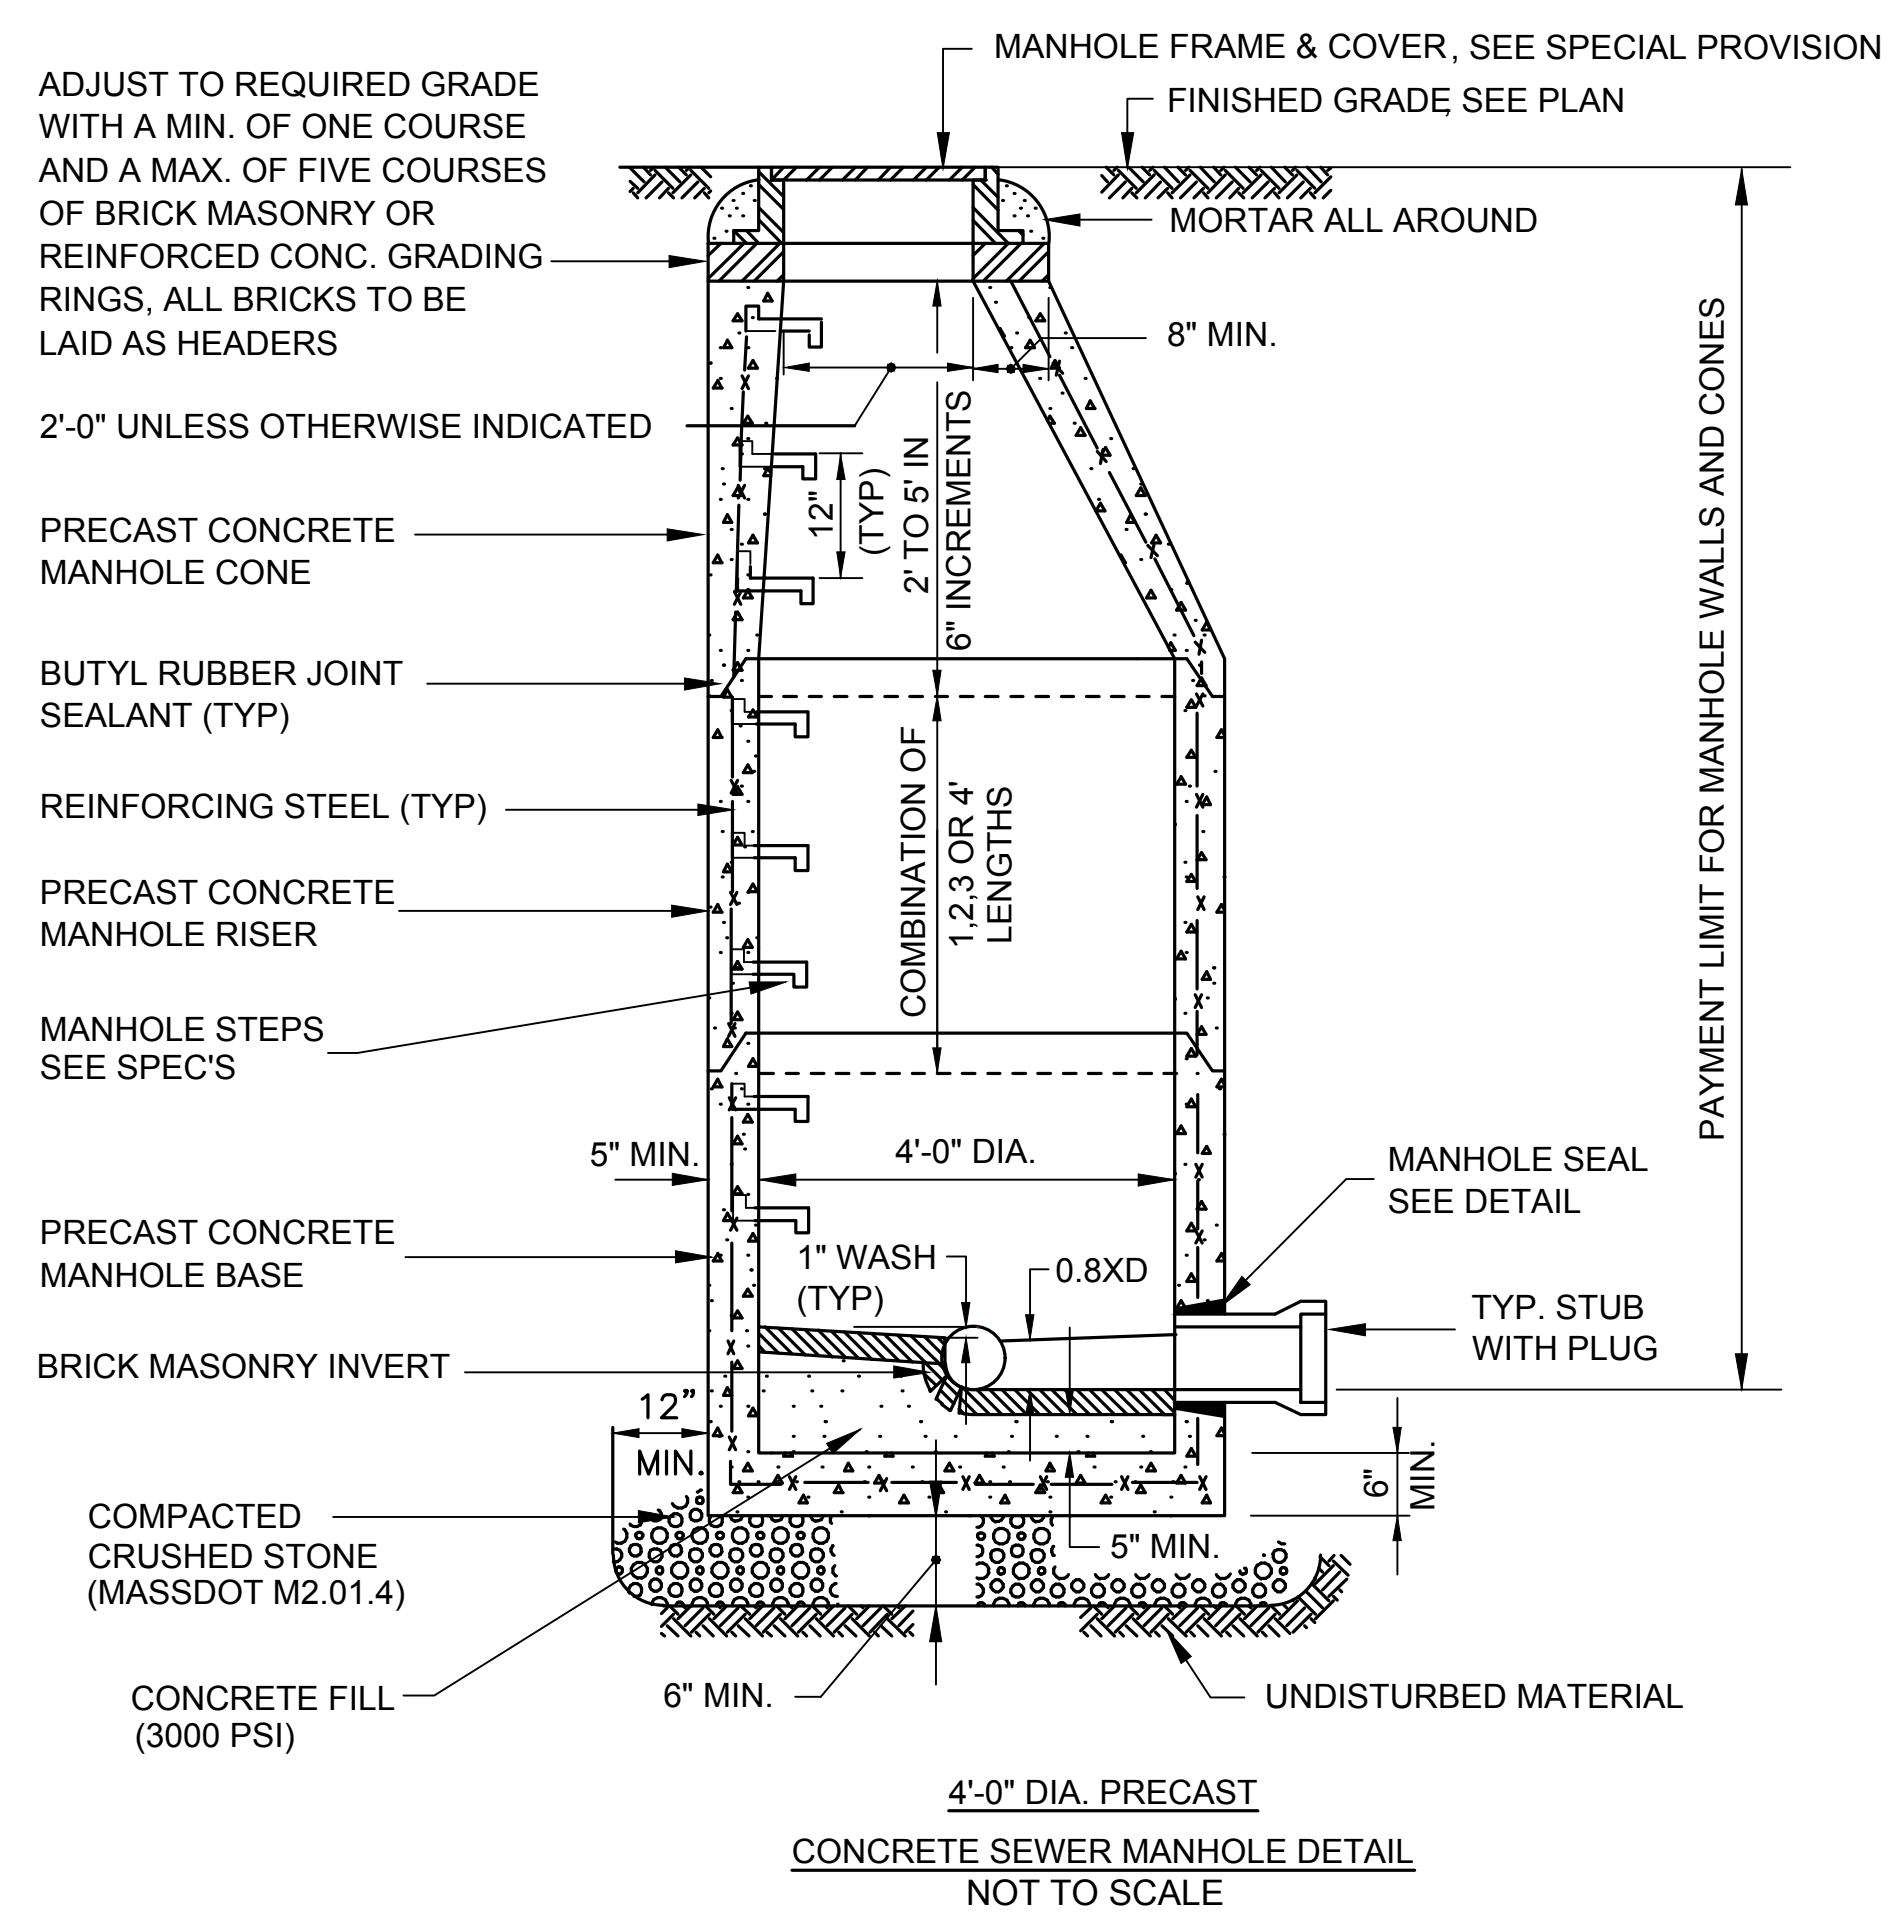 MANHOLE FRAME & COVER, SEE SPECIAL PROVISION
FINISHED GRADE, SEE PLAN
ADJUST TO REQUIRED GRADE
WITH A MIN. OF ONE COURSE
AND A MAX. OF FIVE COURSES
OF BRICK MASONRY OR
REINFORCED CONC. GRADING
RINGS, ALL BRICKS TO BE
LAID AS HEADERS
MORTAR ALL AROUND
8" MIN.
2'-0" UNLESS OTHERWISE INDICATED
12"
(TYP)
2' TO 5' IN
6" INCREMENTS
PRECAST CONCRETE
MANHOLE CONE
BUTYL RUBBER JOINT
SEALANT (TYP)
REINFORCING STEEL (TYP)
COMBINATION OF
1,2,3 OR 4'
LENGTHS
PAYMENT LIMIT FOR MANHOLE WALLS AND CONES
PRECAST CONCRETE
MANHOLE RISER
MANHOLE STEPS
SEE SPEC'S
5" MIN.
4'-0" DIA.
MANHOLE SEAL
SEE DETAIL
PRECAST CONCRETE
MANHOLE BASE
1" WASH
(TYP)
0.8XD
TYP. STUB
WITH PLUG
BRICK MASONRY INVERT
12"
MIN.
6"
MIN.
COMPACTED
CRUSHED STONE
(MASSDOT M2.01.4)
5" MIN.
CONCRETE FILL
(3000 PSI)
6" MIN.
UNDISTURBED MATERIAL
4'-0" DIA. PRECAST
CONCRETE SEWER MANHOLE DETAIL
NOT TO SCALE